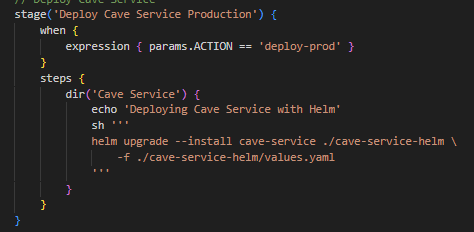 // Deploy Cave Service
stage('Deploy Cave Service Production') {
    when {
        expression { params.ACTION == 'deploy-prod' }
    }
    steps {
        dir('Cave Service') {
            echo 'Deploying Cave Service with Helm'
            sh '''
            helm upgrade --install cave-service ./cave-service-helm \
                -f ./cave-service-helm/values.yaml
            '''
        }
    }
}